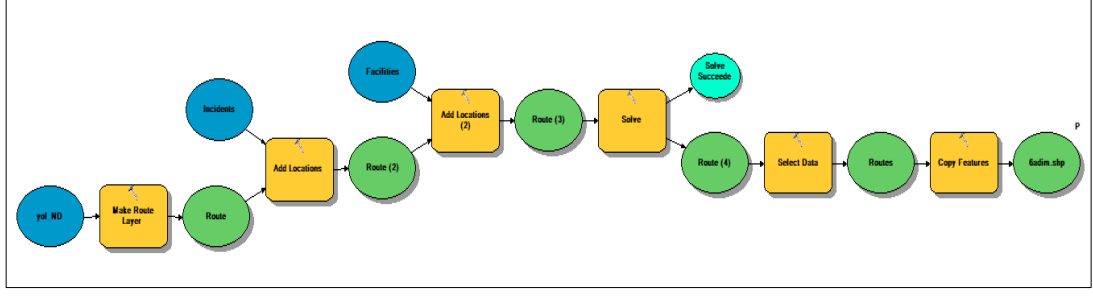 Solve
Succeede
Facilities
Incidents
Add Locations
(2)
Route (3)
Solve
P
Add Locations
Route (2)
Route (4)
Select Data
Routes
Copy Features
6adim.shp
yol_ND
Make Route
Layer
Route